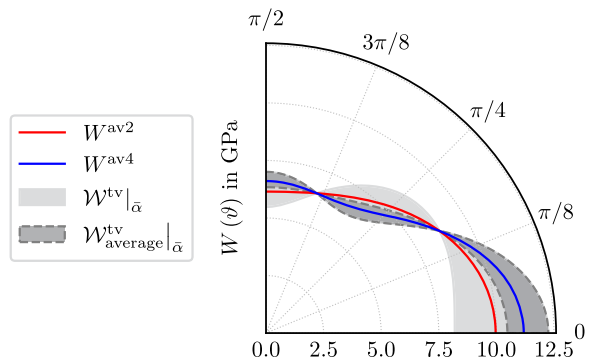 π/2
3π/8
π/4
π/8
0
W (ϑ) in GPa
0.0 2.5 5.0 7.5 10.0 12.5
W^av2
W^av4
𝒲^tv|_ᾱ
𝒲^tv_average|_ᾱ